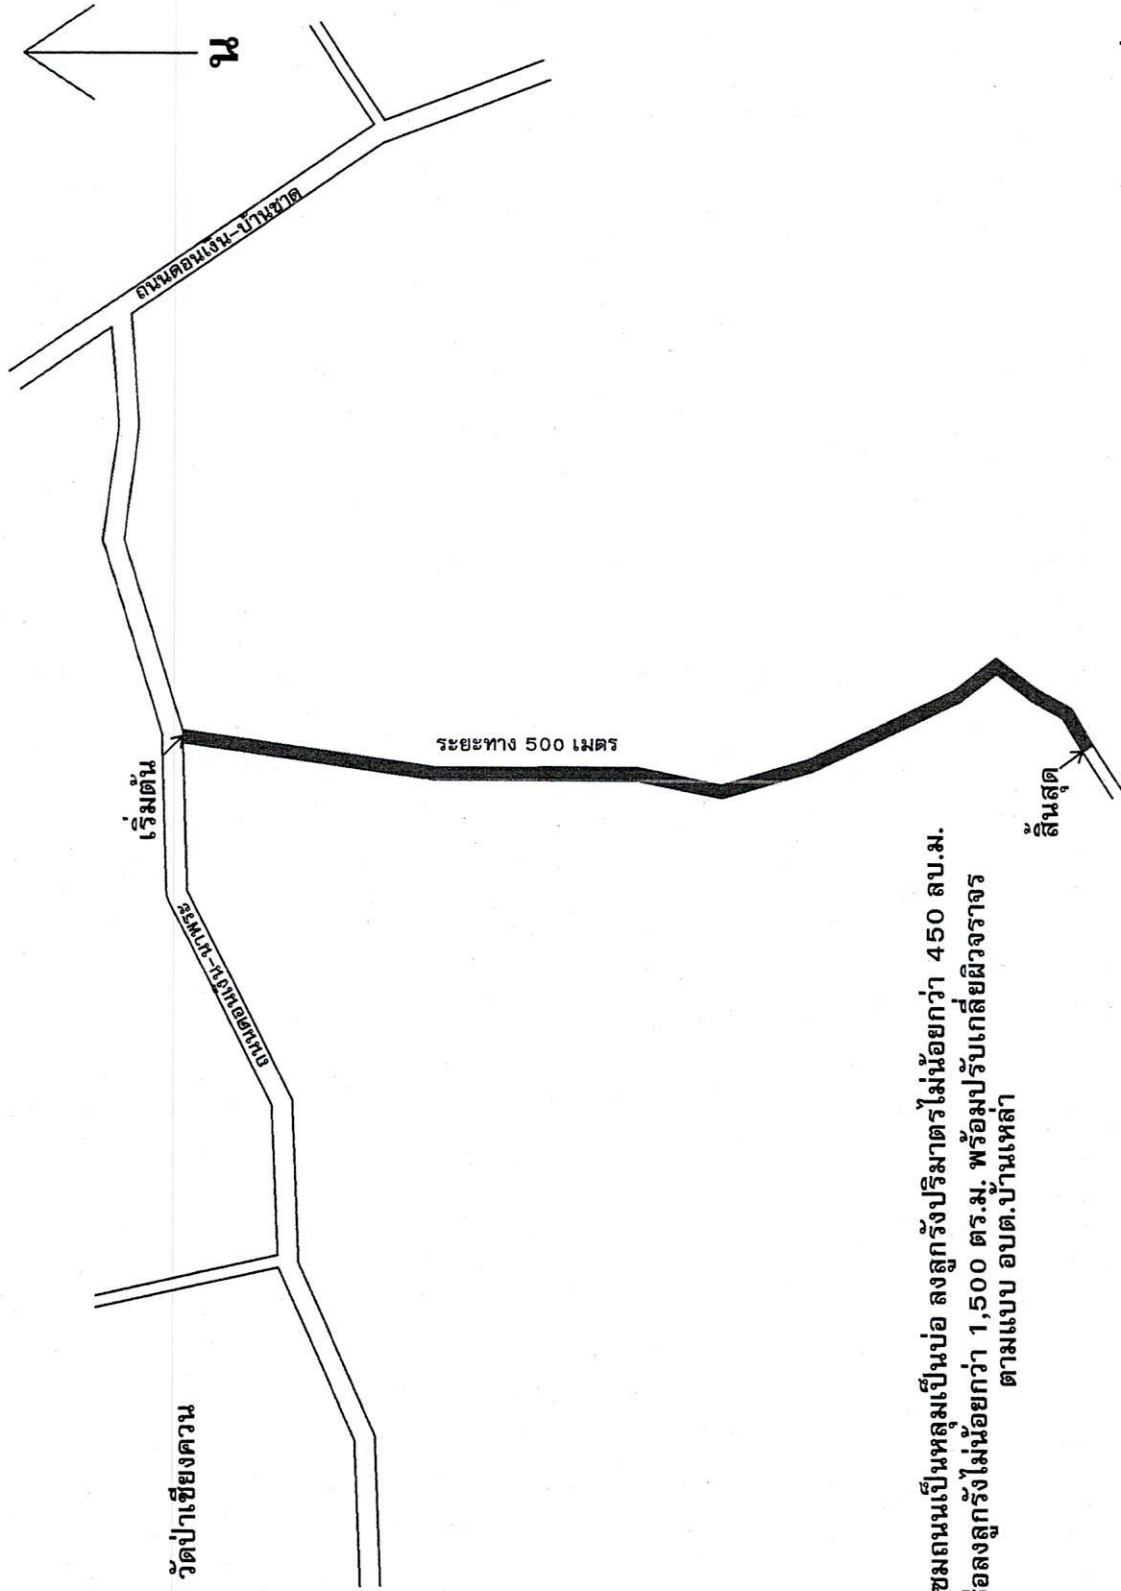 น
ถนนดอนเงิน-บ้านชาด
เริ่มต้น
ระยะทาง 500 เมตร
สิ้นสุด
วัดป่าเชียงควน
ซมถนนเป็นหลุมเป็นบ่อ ลงลูกรังปริมาตรไม่น้อยกว่า 450 ลบ.ม.
ลงลูกรังไม่น้อยกว่า 1,500 ตร.ม. พร้อมปรับเกลี่ยผิวจราจร
ตามแบบ อบต.บ้านเหล่า